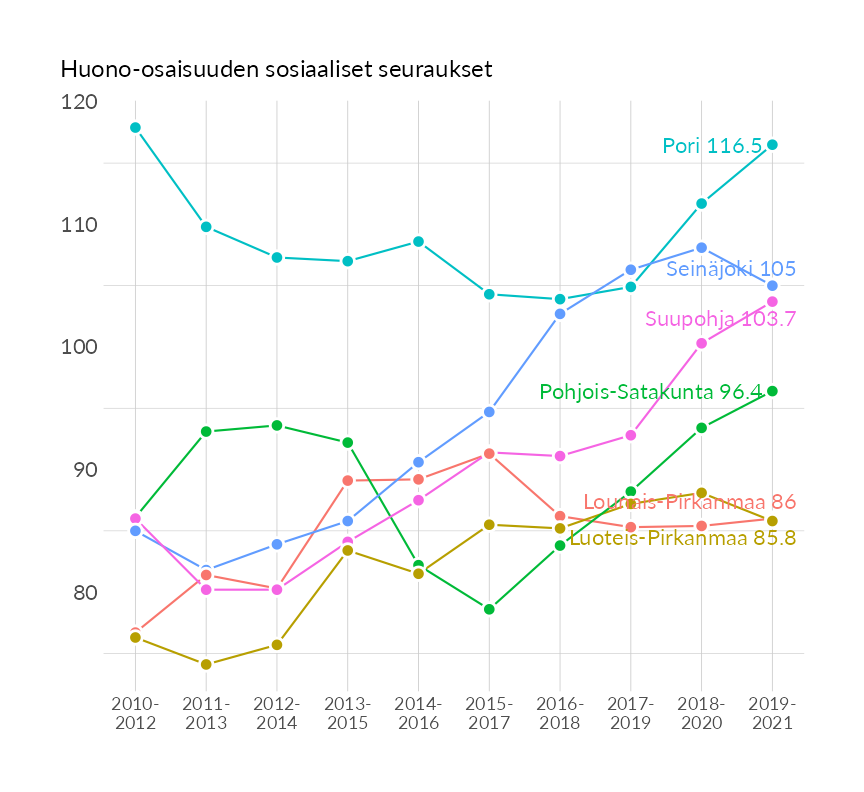 Huono-osaisuuden sosiaaliset seuraukset
120
110
100
90
80
Pori 116.5
Seinäjoki 105
Suupohja 103.7
Pohjois-Satakunta 96.4
Lounais-Pirkanmaa 86
Luoteis-Pirkanmaa 85.8
2010- 2011- 2012- 2013- 2014- 2015- 2016- 2017- 2018- 2019-
2012 2013 2014 2015 2016 2017 2018 2019 2020 2021